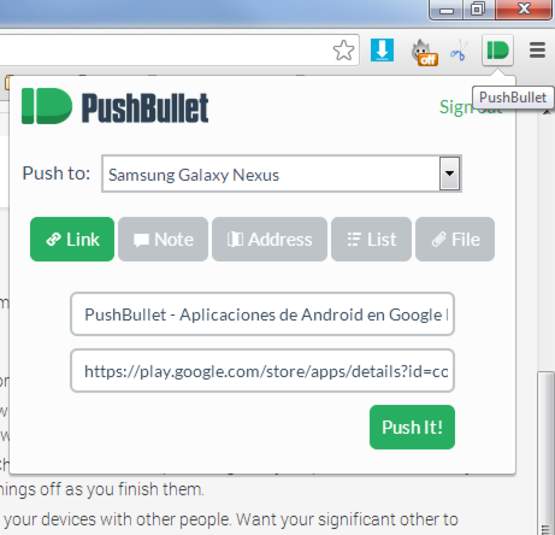 off
PushBullet
PushBullet
Sign
Push to: Samsung Galaxy Nexus
Link Note Address List File
PushBullet - Aplicaciones de Android en Google
https://play.google.com/store/apps/details?id=cc
Push It!
nings off as you finish them.
your devices with other people. Want your significant other to